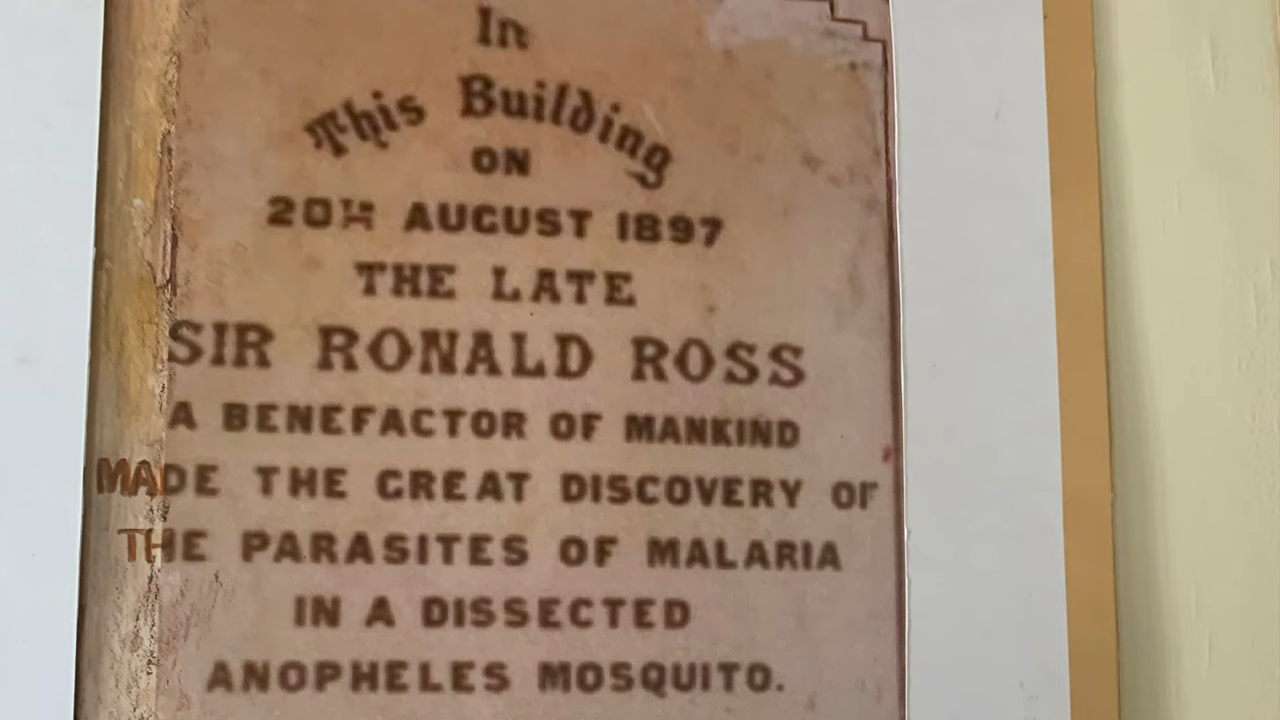 In
This Building
ON
20TH AUGUST 1897
THE LATE
SIR RONALD ROSS
A BENEFACTOR OF MANKIND
MADE THE GREAT DISCOVERY OF
THE PARASITES OF MALARIA
IN A DISSECTED
ANOPHELES MOSQUITO.